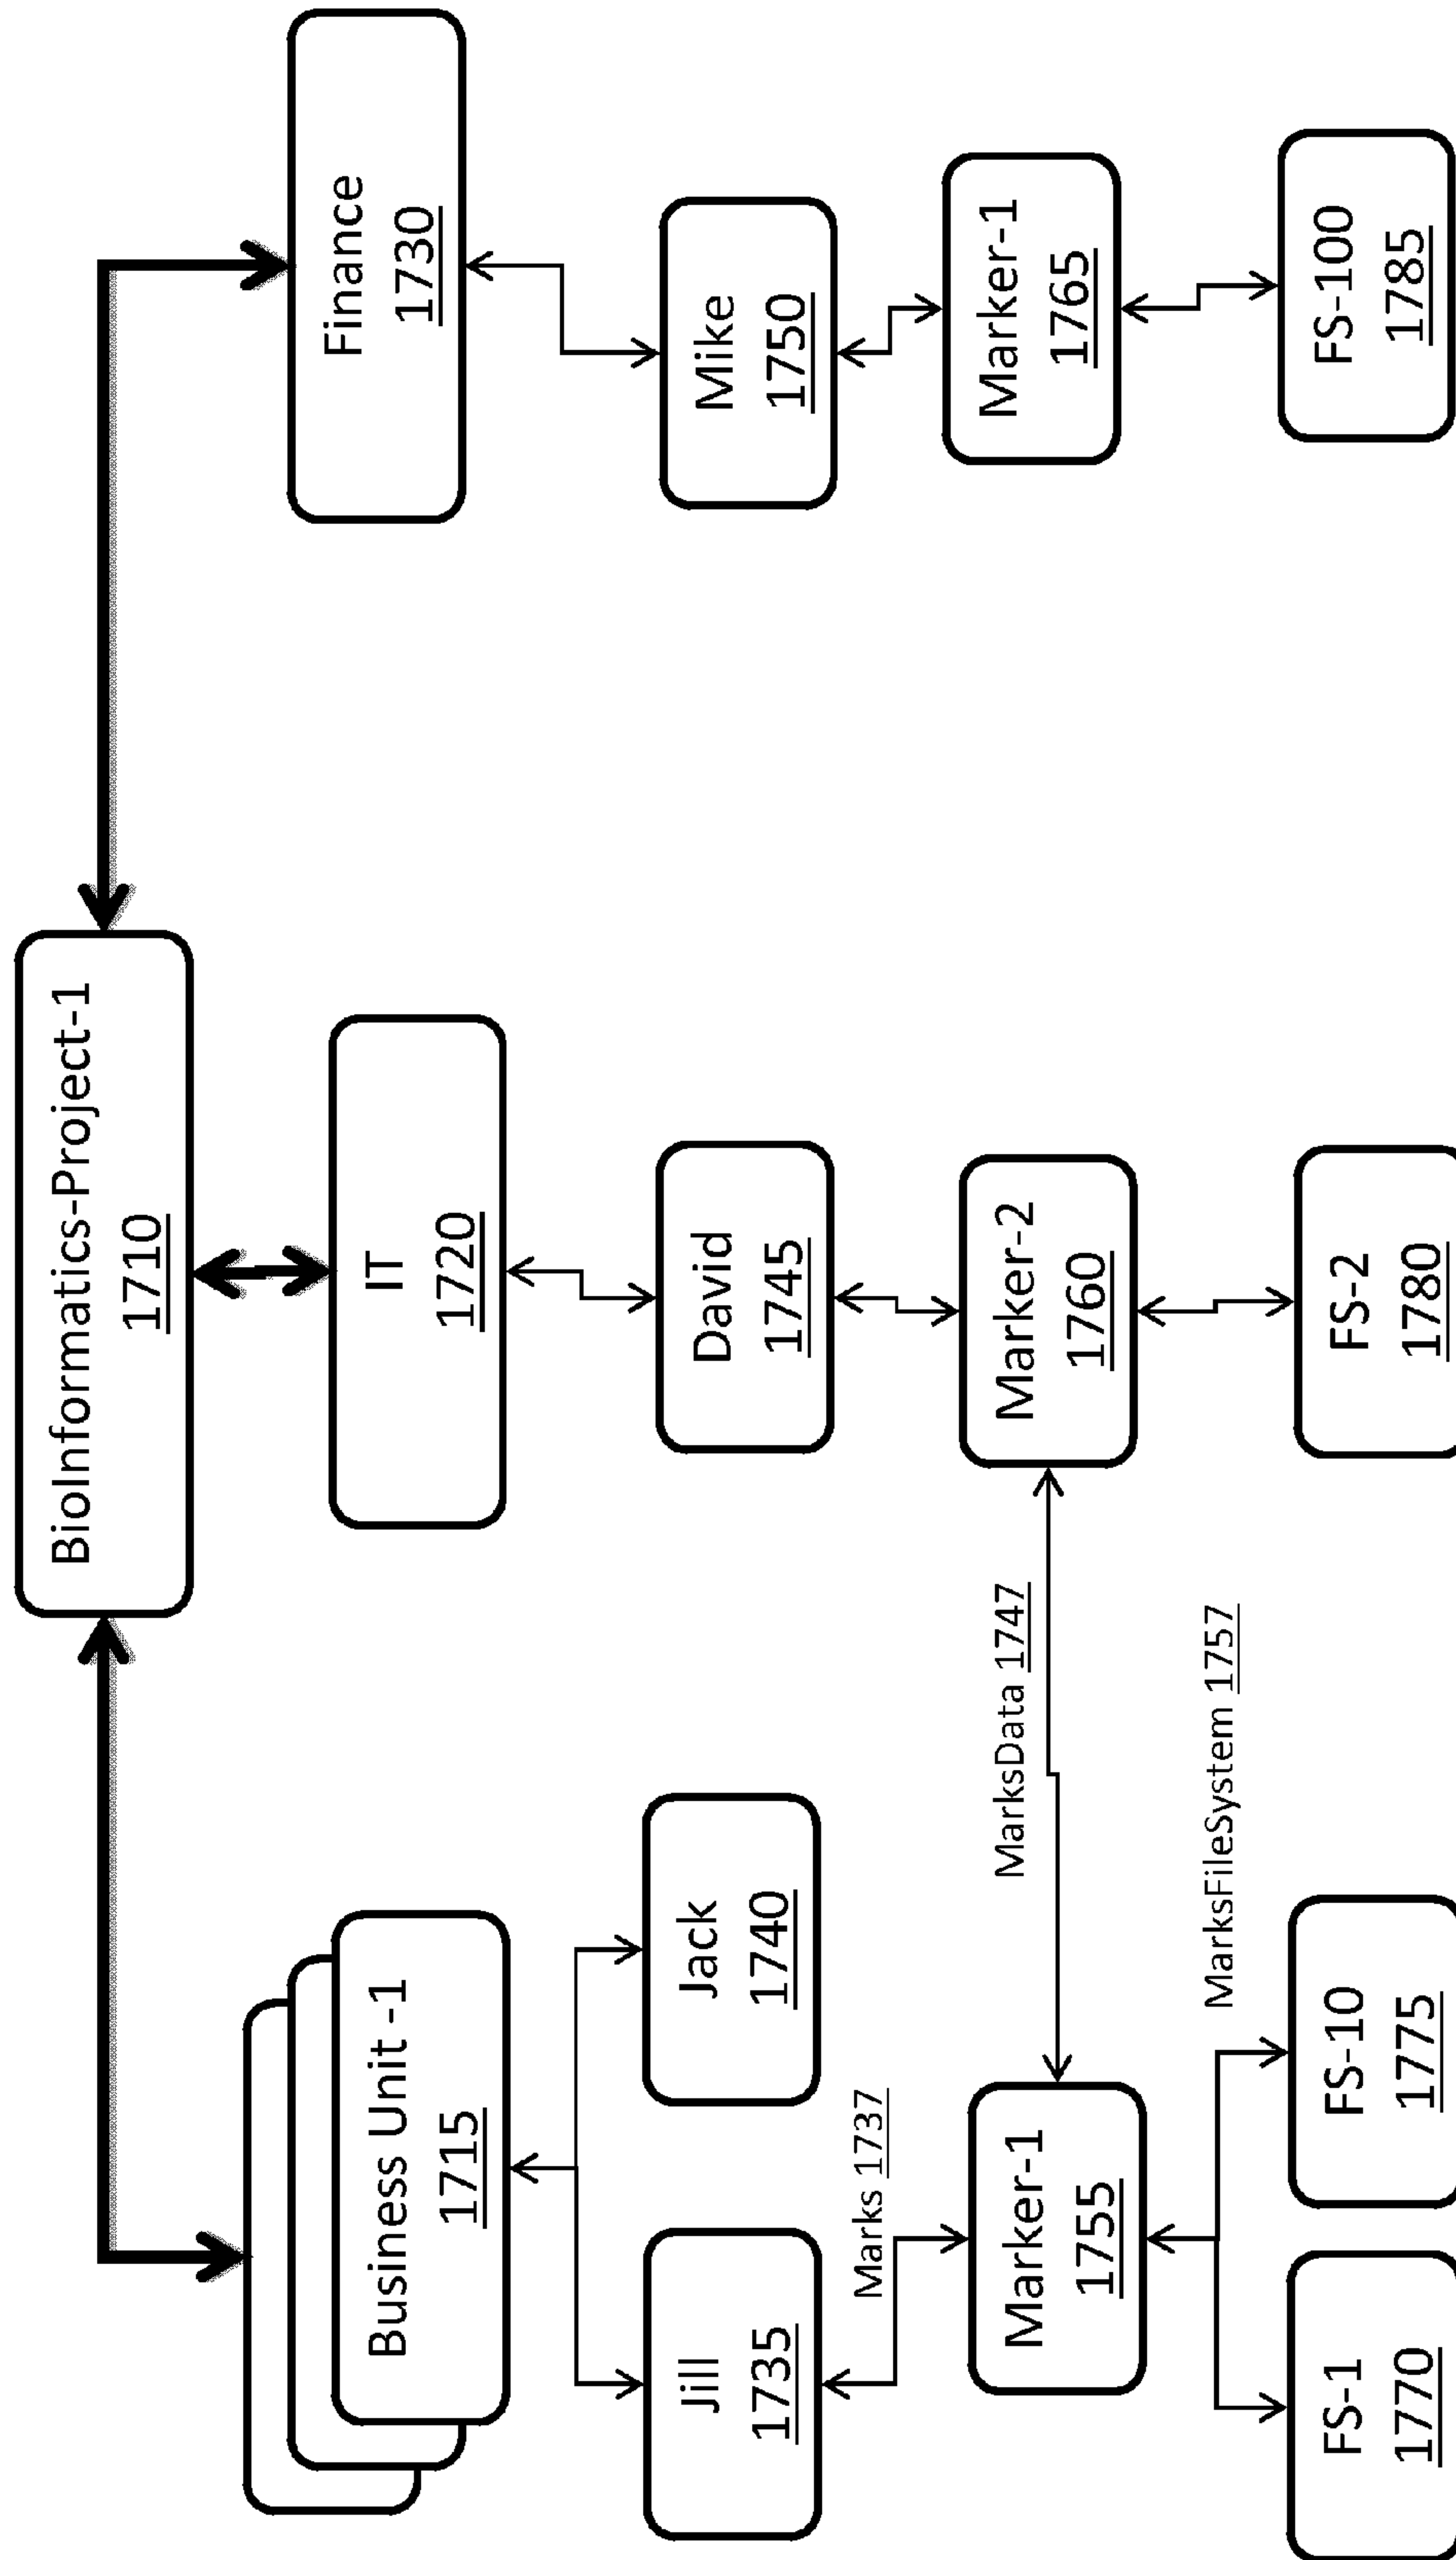 BioInformatics-Project-1
1710
Business Unit -1
1715
IT
1720
Finance
1730
Jill
1735
Jack
1740
David
1745
Mike
1750
Marks 1737
Marker-1
1755
MarksData 1747
Marker-2
1760
Marker-1
1765
MarksFileSystem 1757
FS-1
1770
FS-10
1775
FS-2
1780
FS-100
1785